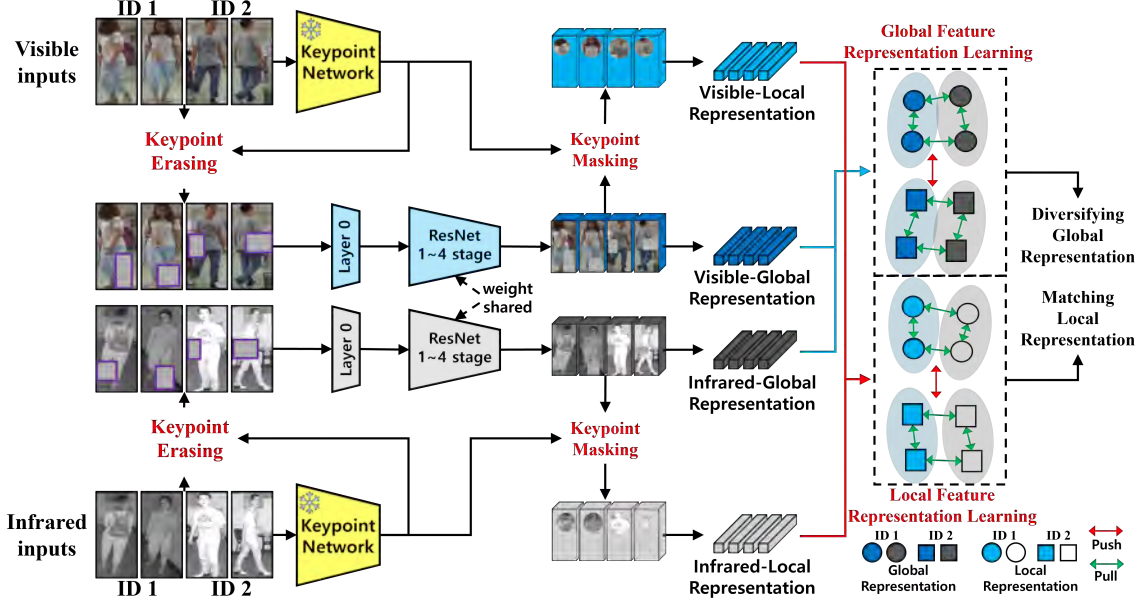 ID 1
ID 2
Visible
inputs
Keypoint
Network
Keypoint
Erasing
Keypoint
Masking
Visible-Local
Representation
Global Feature
Representation Learning
Layer 0
ResNet
1~4 stage
Visible-Global
Representation
weight
shared
Layer 0
ResNet
1~4 stage
Infrared-Global
Representation
Diversifying
Global
Representation
Matching
Local
Representation
Keypoint
Erasing
Keypoint
Masking
Infrared
inputs
Keypoint
Network
ID 1
ID 2
Infrared-Local
Representation
Local Feature
Representation Learning
ID 1
ID 2
Global
Representation
ID 1
ID 2
Local
Representation
Push
Pull